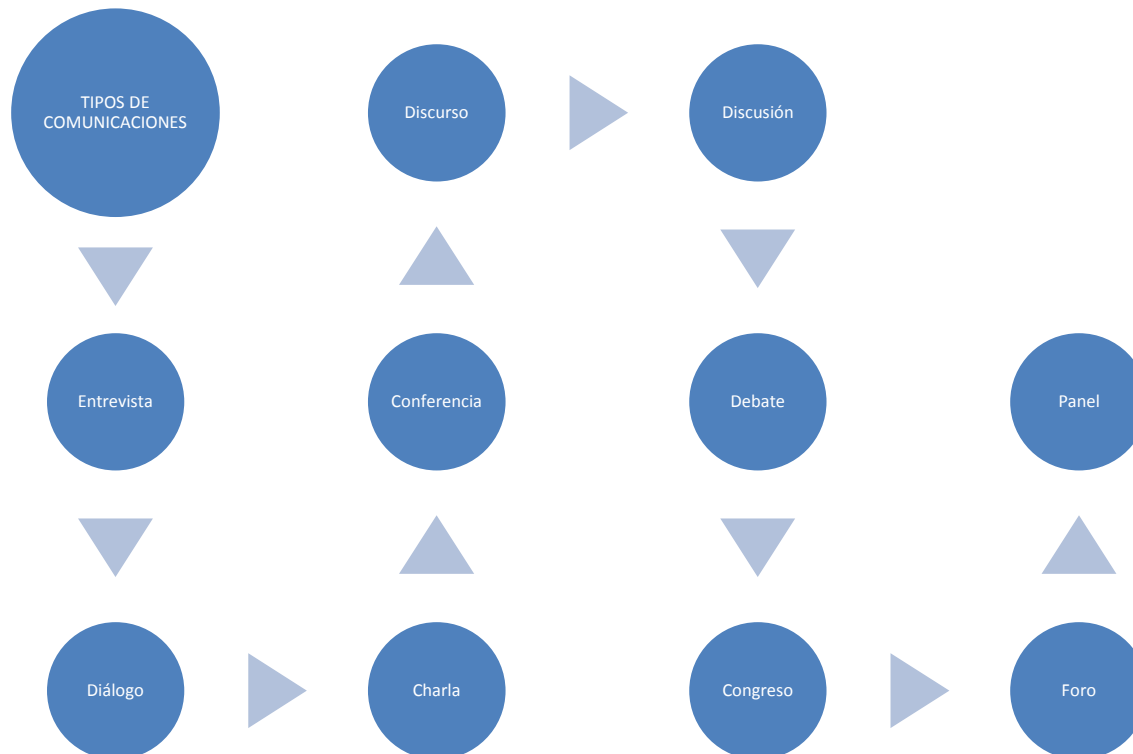 TIPOS DE
COMUNICACIONES
Entrevista
Diálogo
Charla
Conferencia
Discurso
Discusión
Debate
Congreso
Foro
Panel